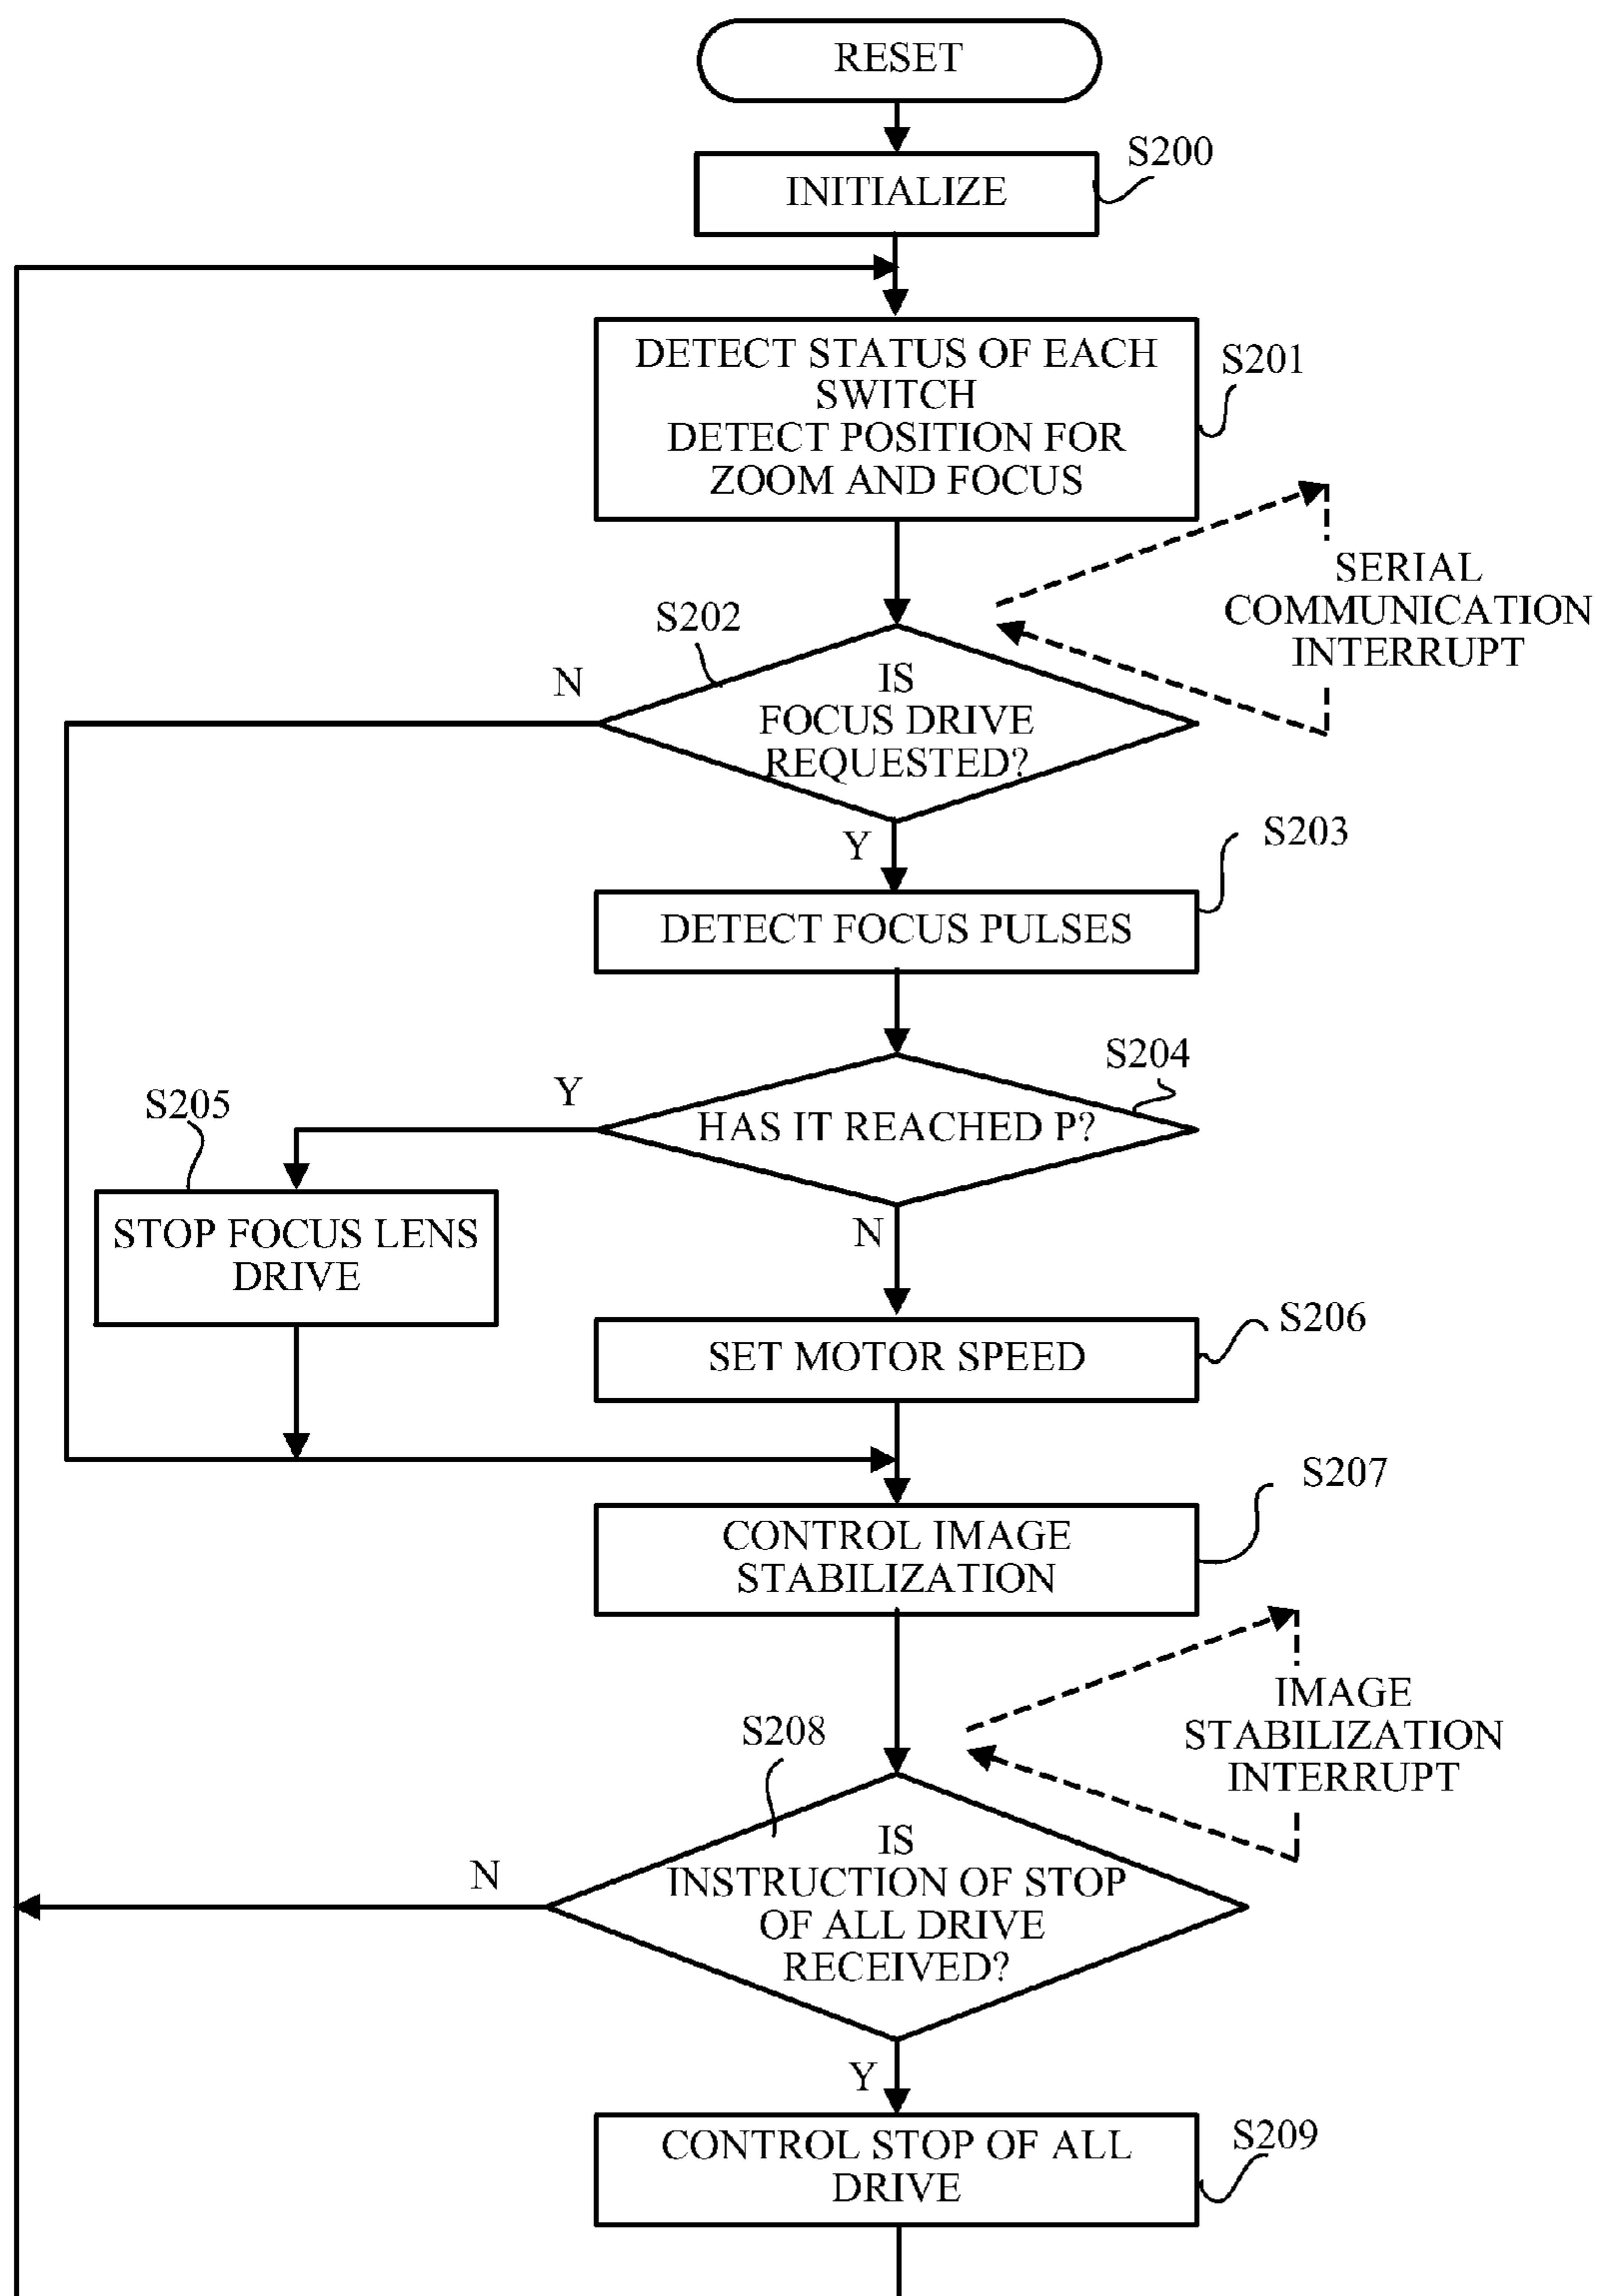 RESET
S200
INITIALIZE
DETECT STATUS OF EACH
SWITCH
DETECT POSITION FOR
ZOOM AND FOCUS
S201
SERIAL
COMMUNICATION
INTERRUPT
S202
N
IS
FOCUS DRIVE
REQUESTED?
Y
S203
DETECT FOCUS PULSES
S204
Y
HAS IT REACHED P?
S205
STOP FOCUS LENS
DRIVE
N
S206
SET MOTOR SPEED
S207
CONTROL IMAGE
STABILIZATION
IMAGE
STABILIZATION
INTERRUPT
S208
N
IS
INSTRUCTION OF STOP
OF ALL DRIVE
RECEIVED?
Y
S209
CONTROL STOP OF ALL
DRIVE